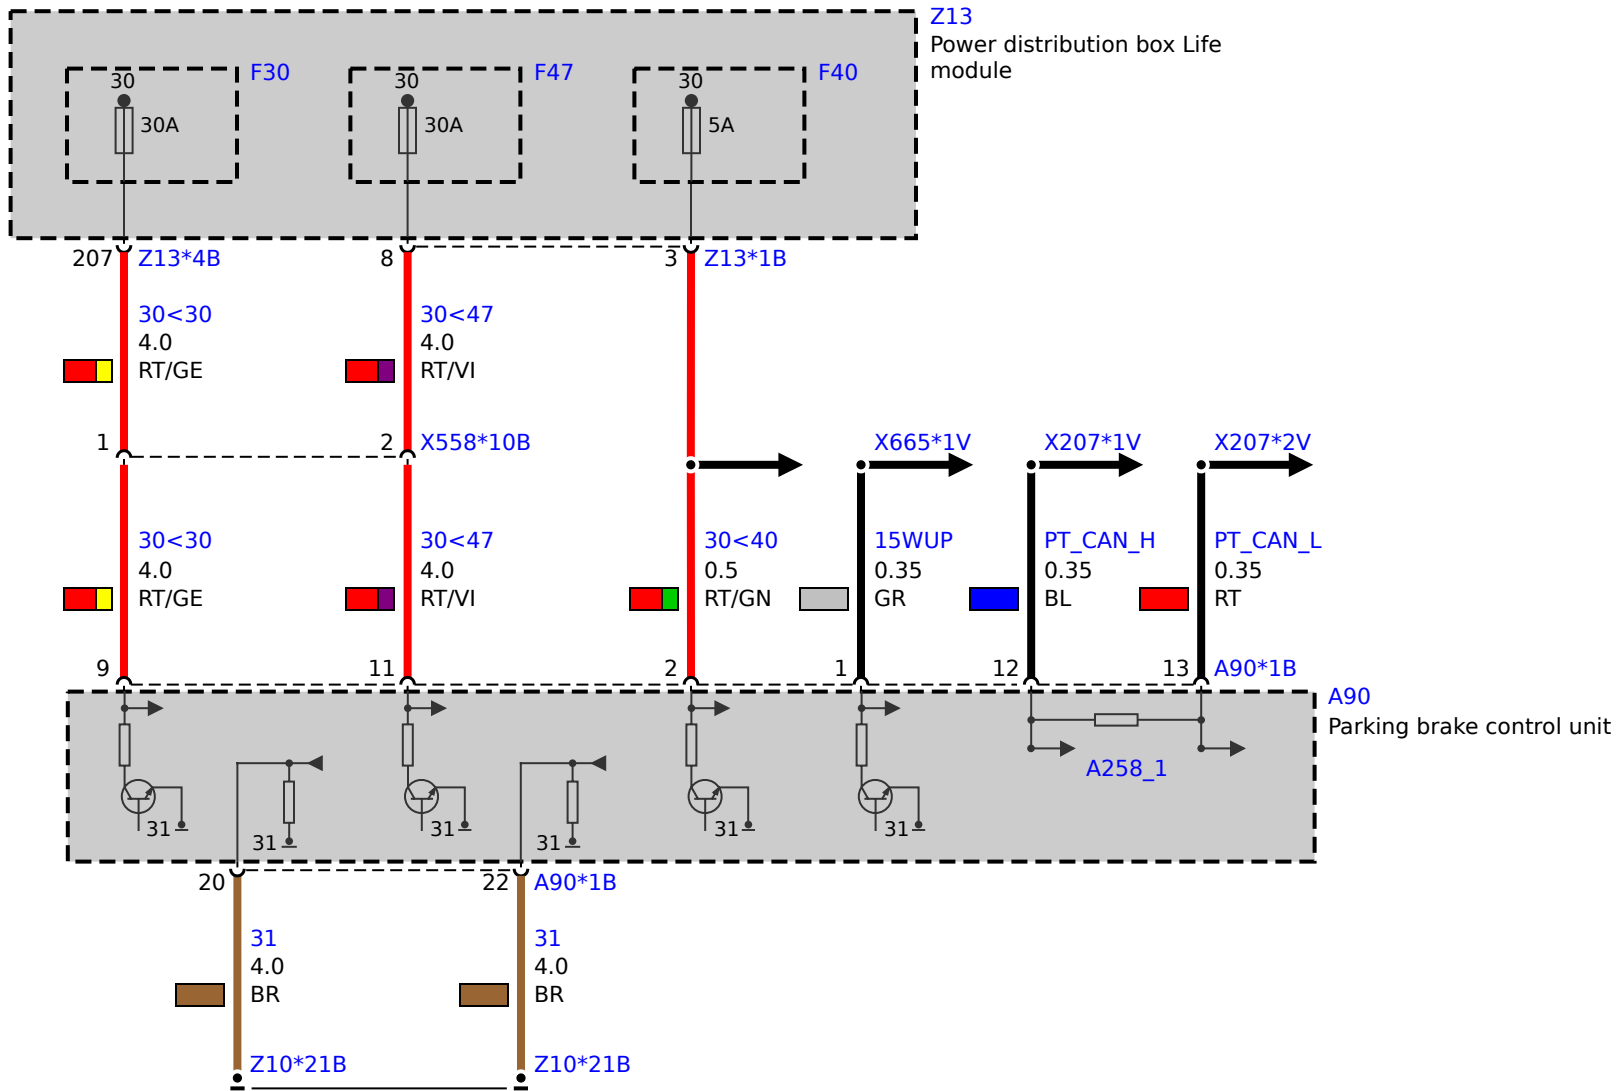 Z13
Power distribution box Life
module
F30
F47
F40
30
30
30
30A
30A
5A
207
Z13*4B
8
3
Z13*1B
30<30
4.0
RT/GE
30<47
4.0
RT/VI
1
2
X558*10B
X665*1V
X207*1V
X207*2V
30<30
4.0
RT/GE
30<47
4.0
RT/VI
30<40
0.5
RT/GN
15WUP
0.35
GR
PT_CAN_H
0.35
BL
PT_CAN_L
0.35
RT
9
11
2
1
12
13
A90*1B
A90
Parking brake control unit
A258_1
31
31
31
31
31
31
20
22
A90*1B
31
4.0
BR
31
4.0
BR
Z10*21B
Z10*21B